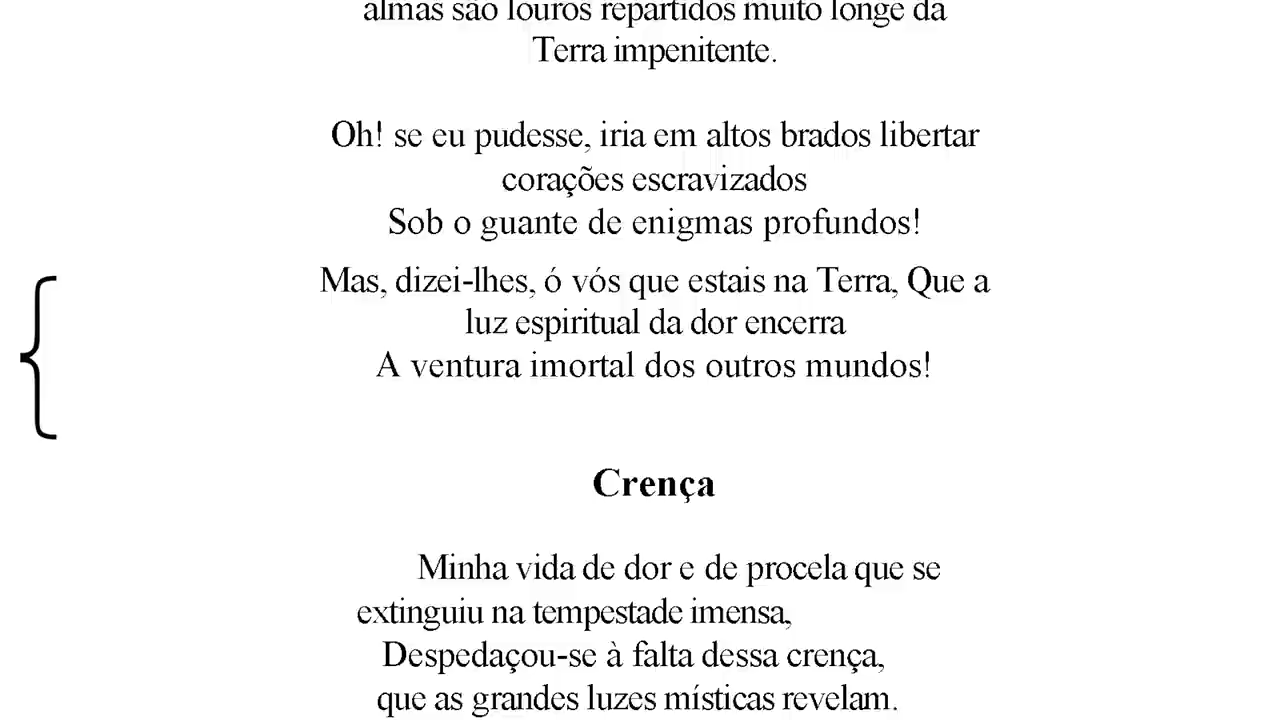 almas são louros repartidos muito longe da
Terra impenitente.
Oh! se eu pudesse, iria em altos brados libertar
corações escravizados
Sob o guante de enigmas profundos!
Mas, dizei-lhes, ó vós que estais na Terra, Que a
luz espiritual da dor encerra
A ventura imortal dos outros mundos!
Crença
Minha vida de dor e de procela que se
extinguiu na tempestade imensa,
Despedaçou-se à falta dessa crença,
que as grandes luzes místicas revelam.